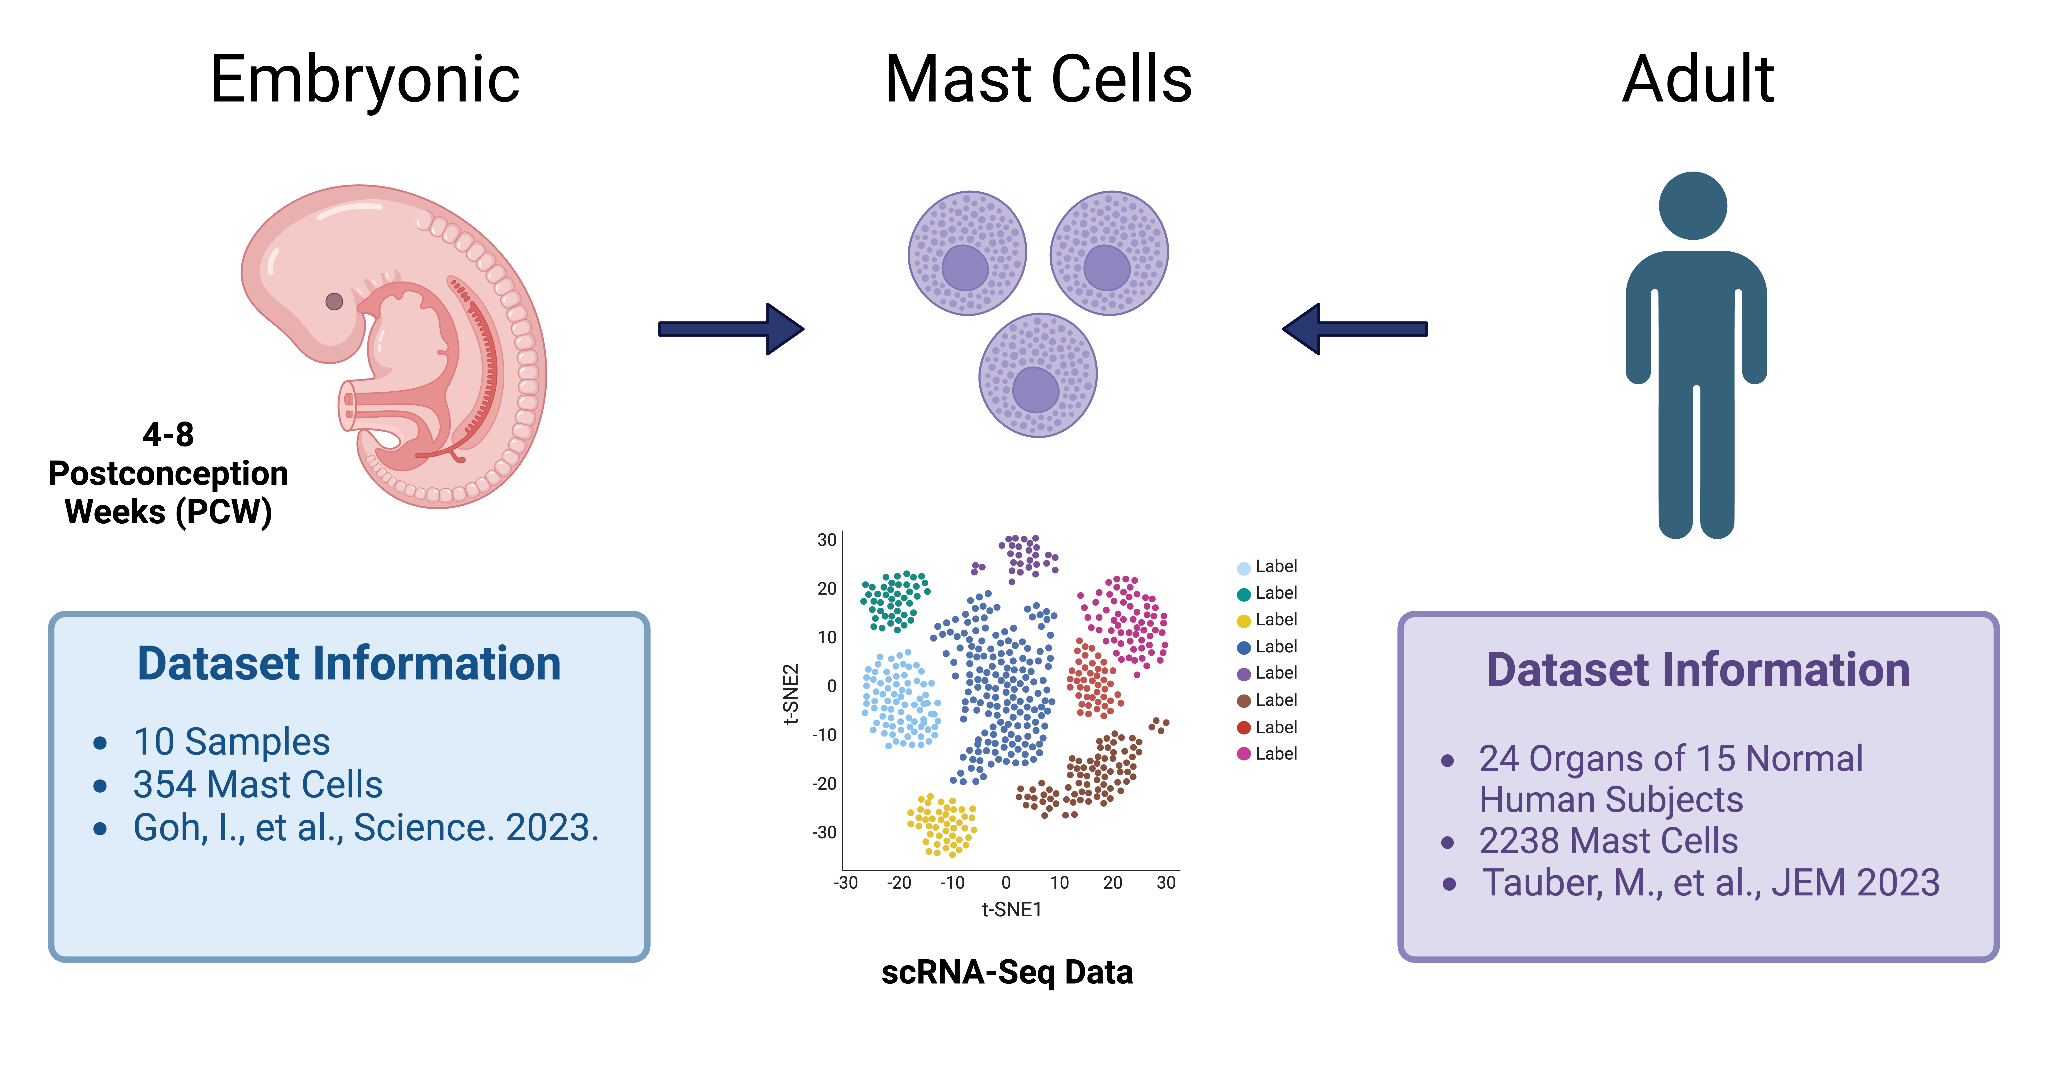 Embryonic
Mast Cells
Adult
4-8
Postconception
Weeks (PCW)
Dataset Information
• 10 Samples
• 354 Mast Cells
• Goh, I., et al., Science. 2023.
30
20
10
0
-10
-20
-30
t-SNE2
-30 -20 -10 0 10 20 30
t-SNE1
Label
Label
Label
Label
Label
Label
Label
Label
scRNA-Seq Data
Dataset Information
• 24 Organs of 15 Normal
Human Subjects
• 2238 Mast Cells
• Tauber, M., et al., JEM 2023